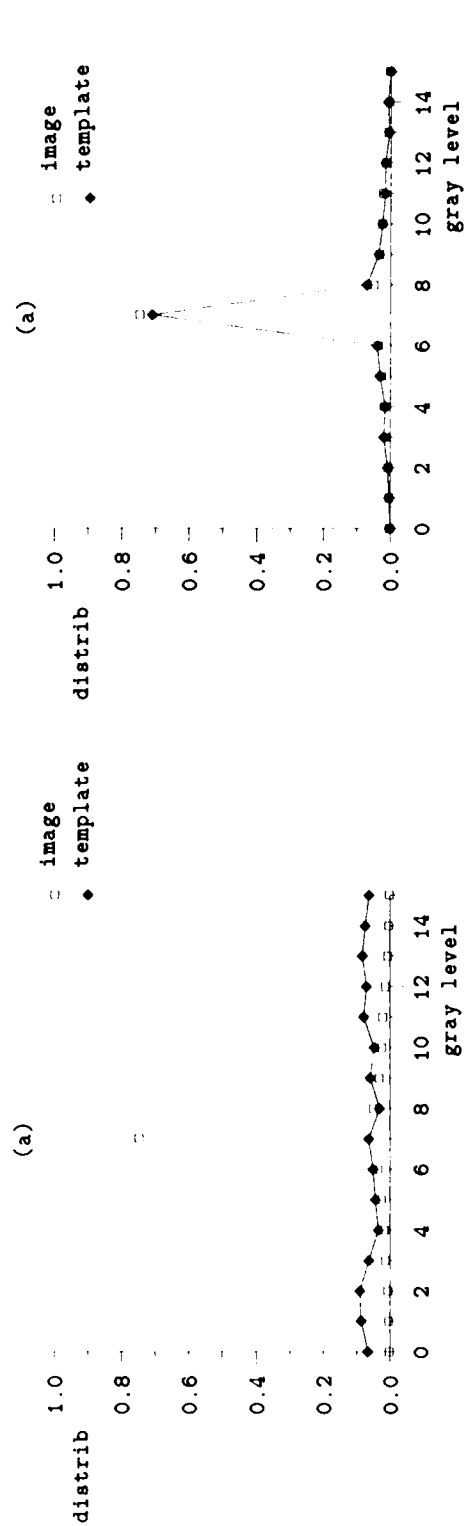 (a)
□ image
◆ template
distrib
1.0
0.8
0.6
0.4
0.2
0.0
0 2 4 6 8 10 12 14
gray level
(a)
□ image
◆ template
distrib
1.0
0.8
0.6
0.4
0.2
0.0
0 2 4 6 8 10 12 14
gray level